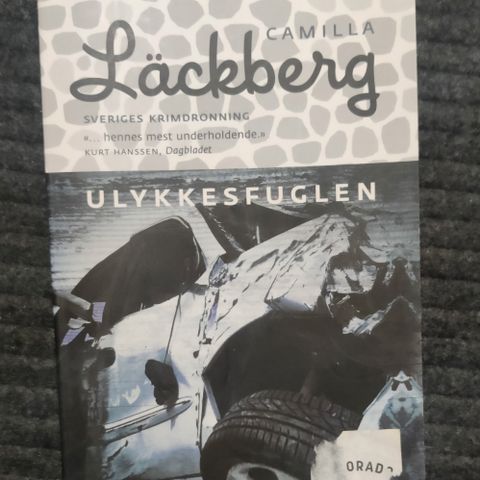 CAMILLA
Läckberg
SVERIGES KRIMDRONNING
«... hennes mest underholdende.»
KURT HANSSEN, Dagbladet
ULYKKESFUGLEN